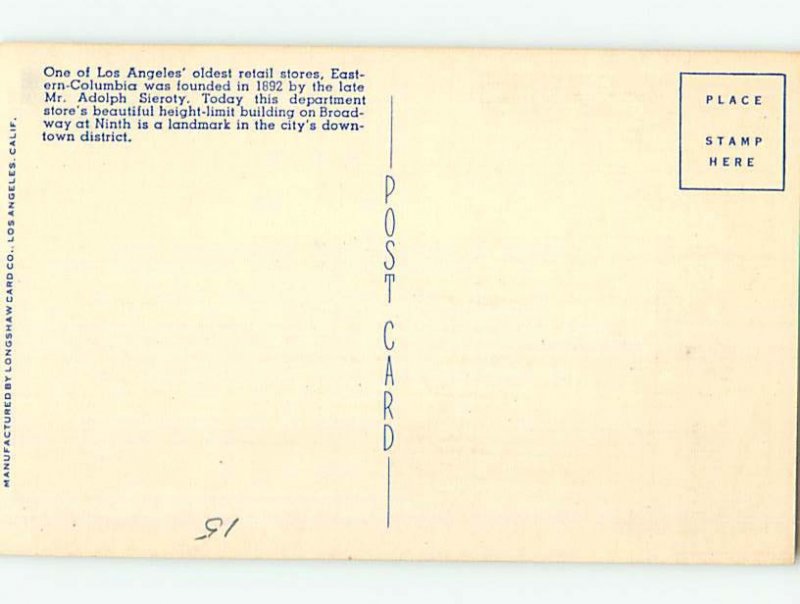 One of Los Angeles' oldest retail stores, East-
ern-Columbia was founded in 1892 by the late
Mr. Adolph Sieroty. Today this department
store's beautiful height-limit building on Broad-
way at Ninth is a landmark in the city's down-
town district.
MANUFACTURED BY LONGSHAW CARD CO., LOS ANGELES, CALIF.
POST CARD
PLACE
STAMP
HERE
15